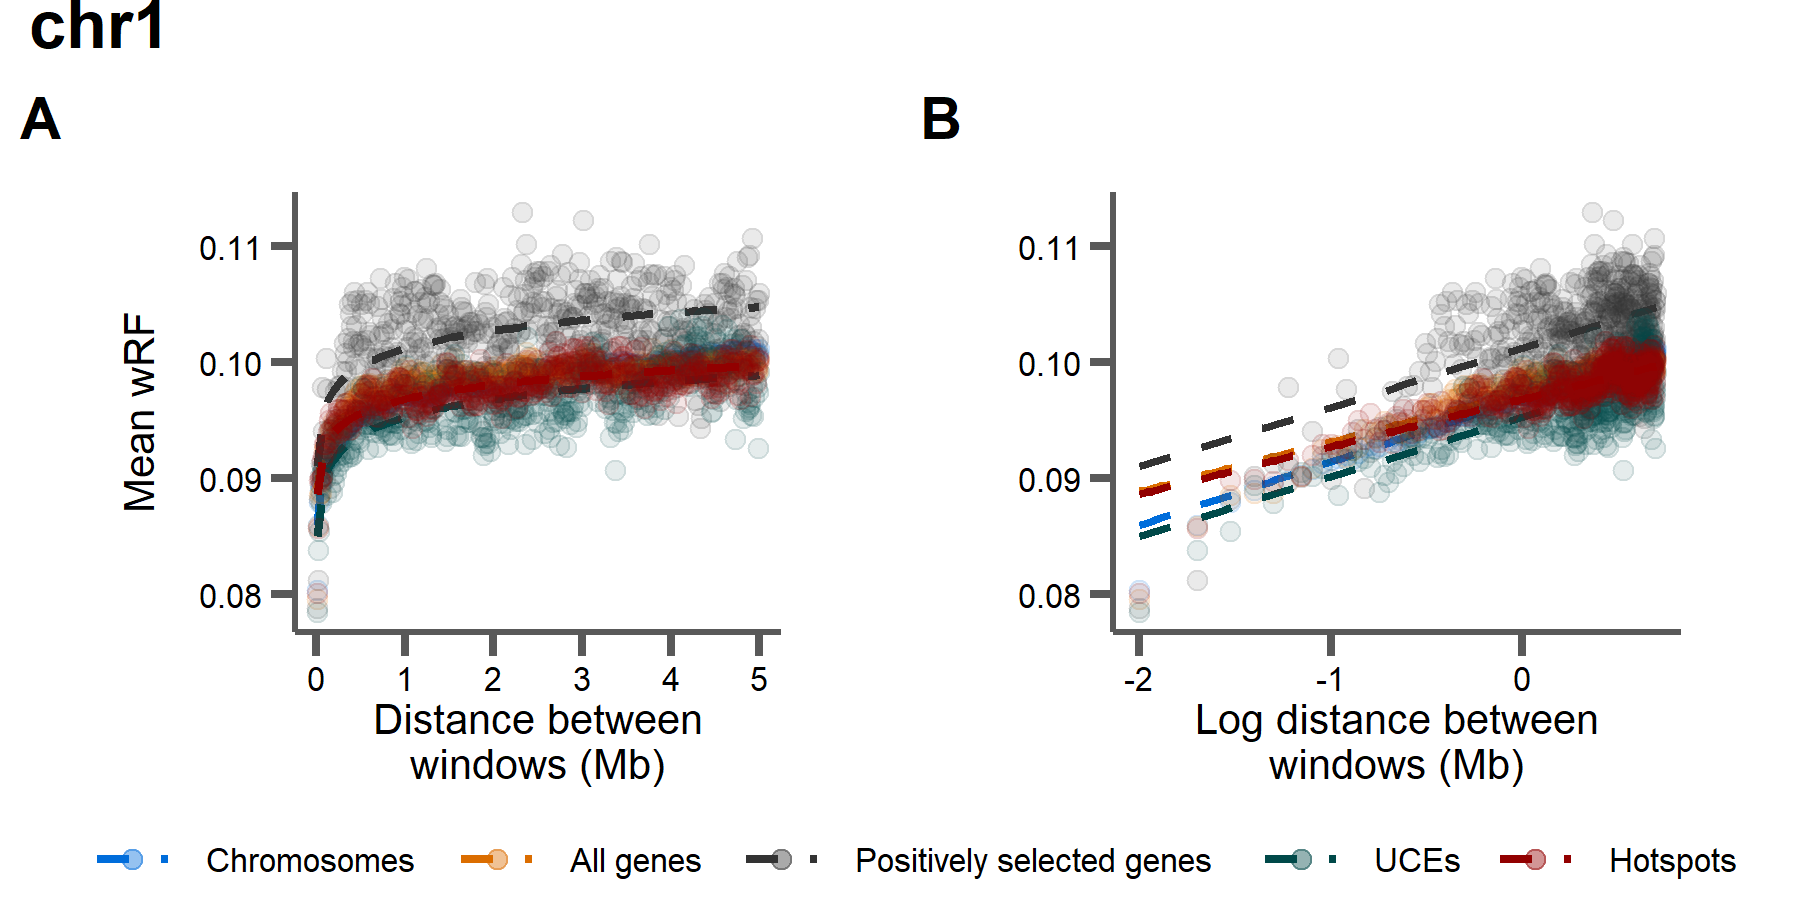 chr1
A
B
Mean wRF
0.11
0.10
0.09
0.08
0 1 2 3 4 5
Distance between
windows (Mb)
0.11
0.10
0.09
0.08
-2 -1 0
Log distance between
windows (Mb)
Chromosomes All genes Positively selected genes UCEs Hotspots